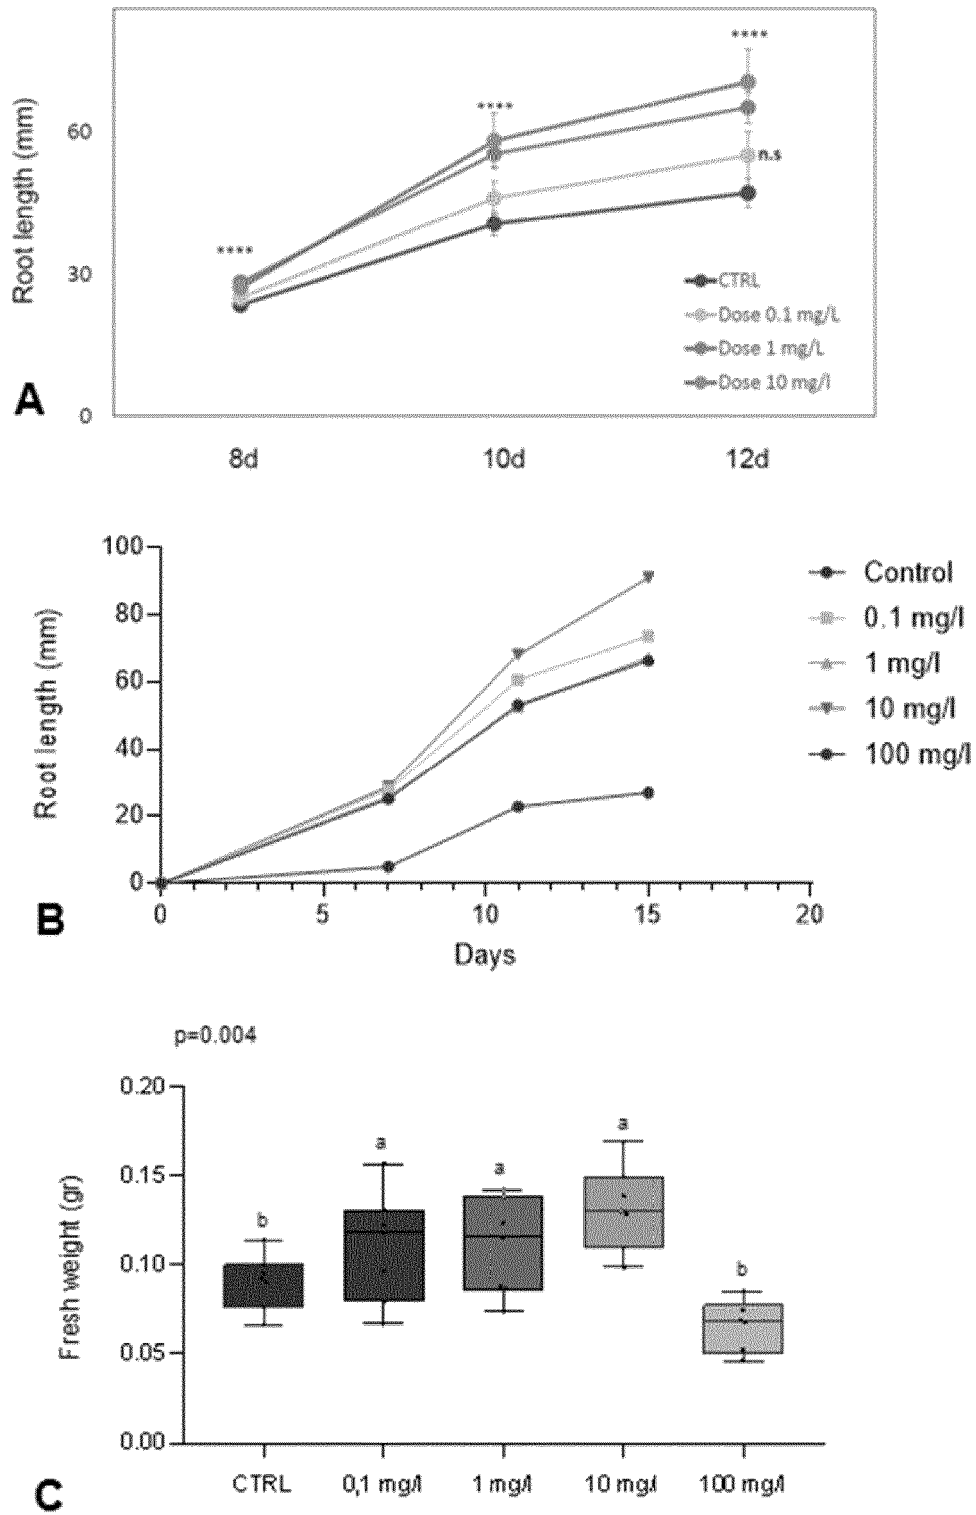 ****
****
****
n.s
Root length (mm)
60
30
0
CTRL
Dose 0.1 mg/L
Dose 1 mg/L
Dose 10 mg/l
A
8d
10d
12d
100
80
60
40
20
0
Root length (mm)
Control
0.1 mg/l
1 mg/l
10 mg/l
100 mg/l
0
5
10
15
20
B
Days
p=0.004
0.20
0.15
0.10
0.05
0.00
Fresh weight (gr)
b
a
a
a
b
CTRL
0,1 mg/l
1 mg/l
10 mg/l
100 mg/l
C